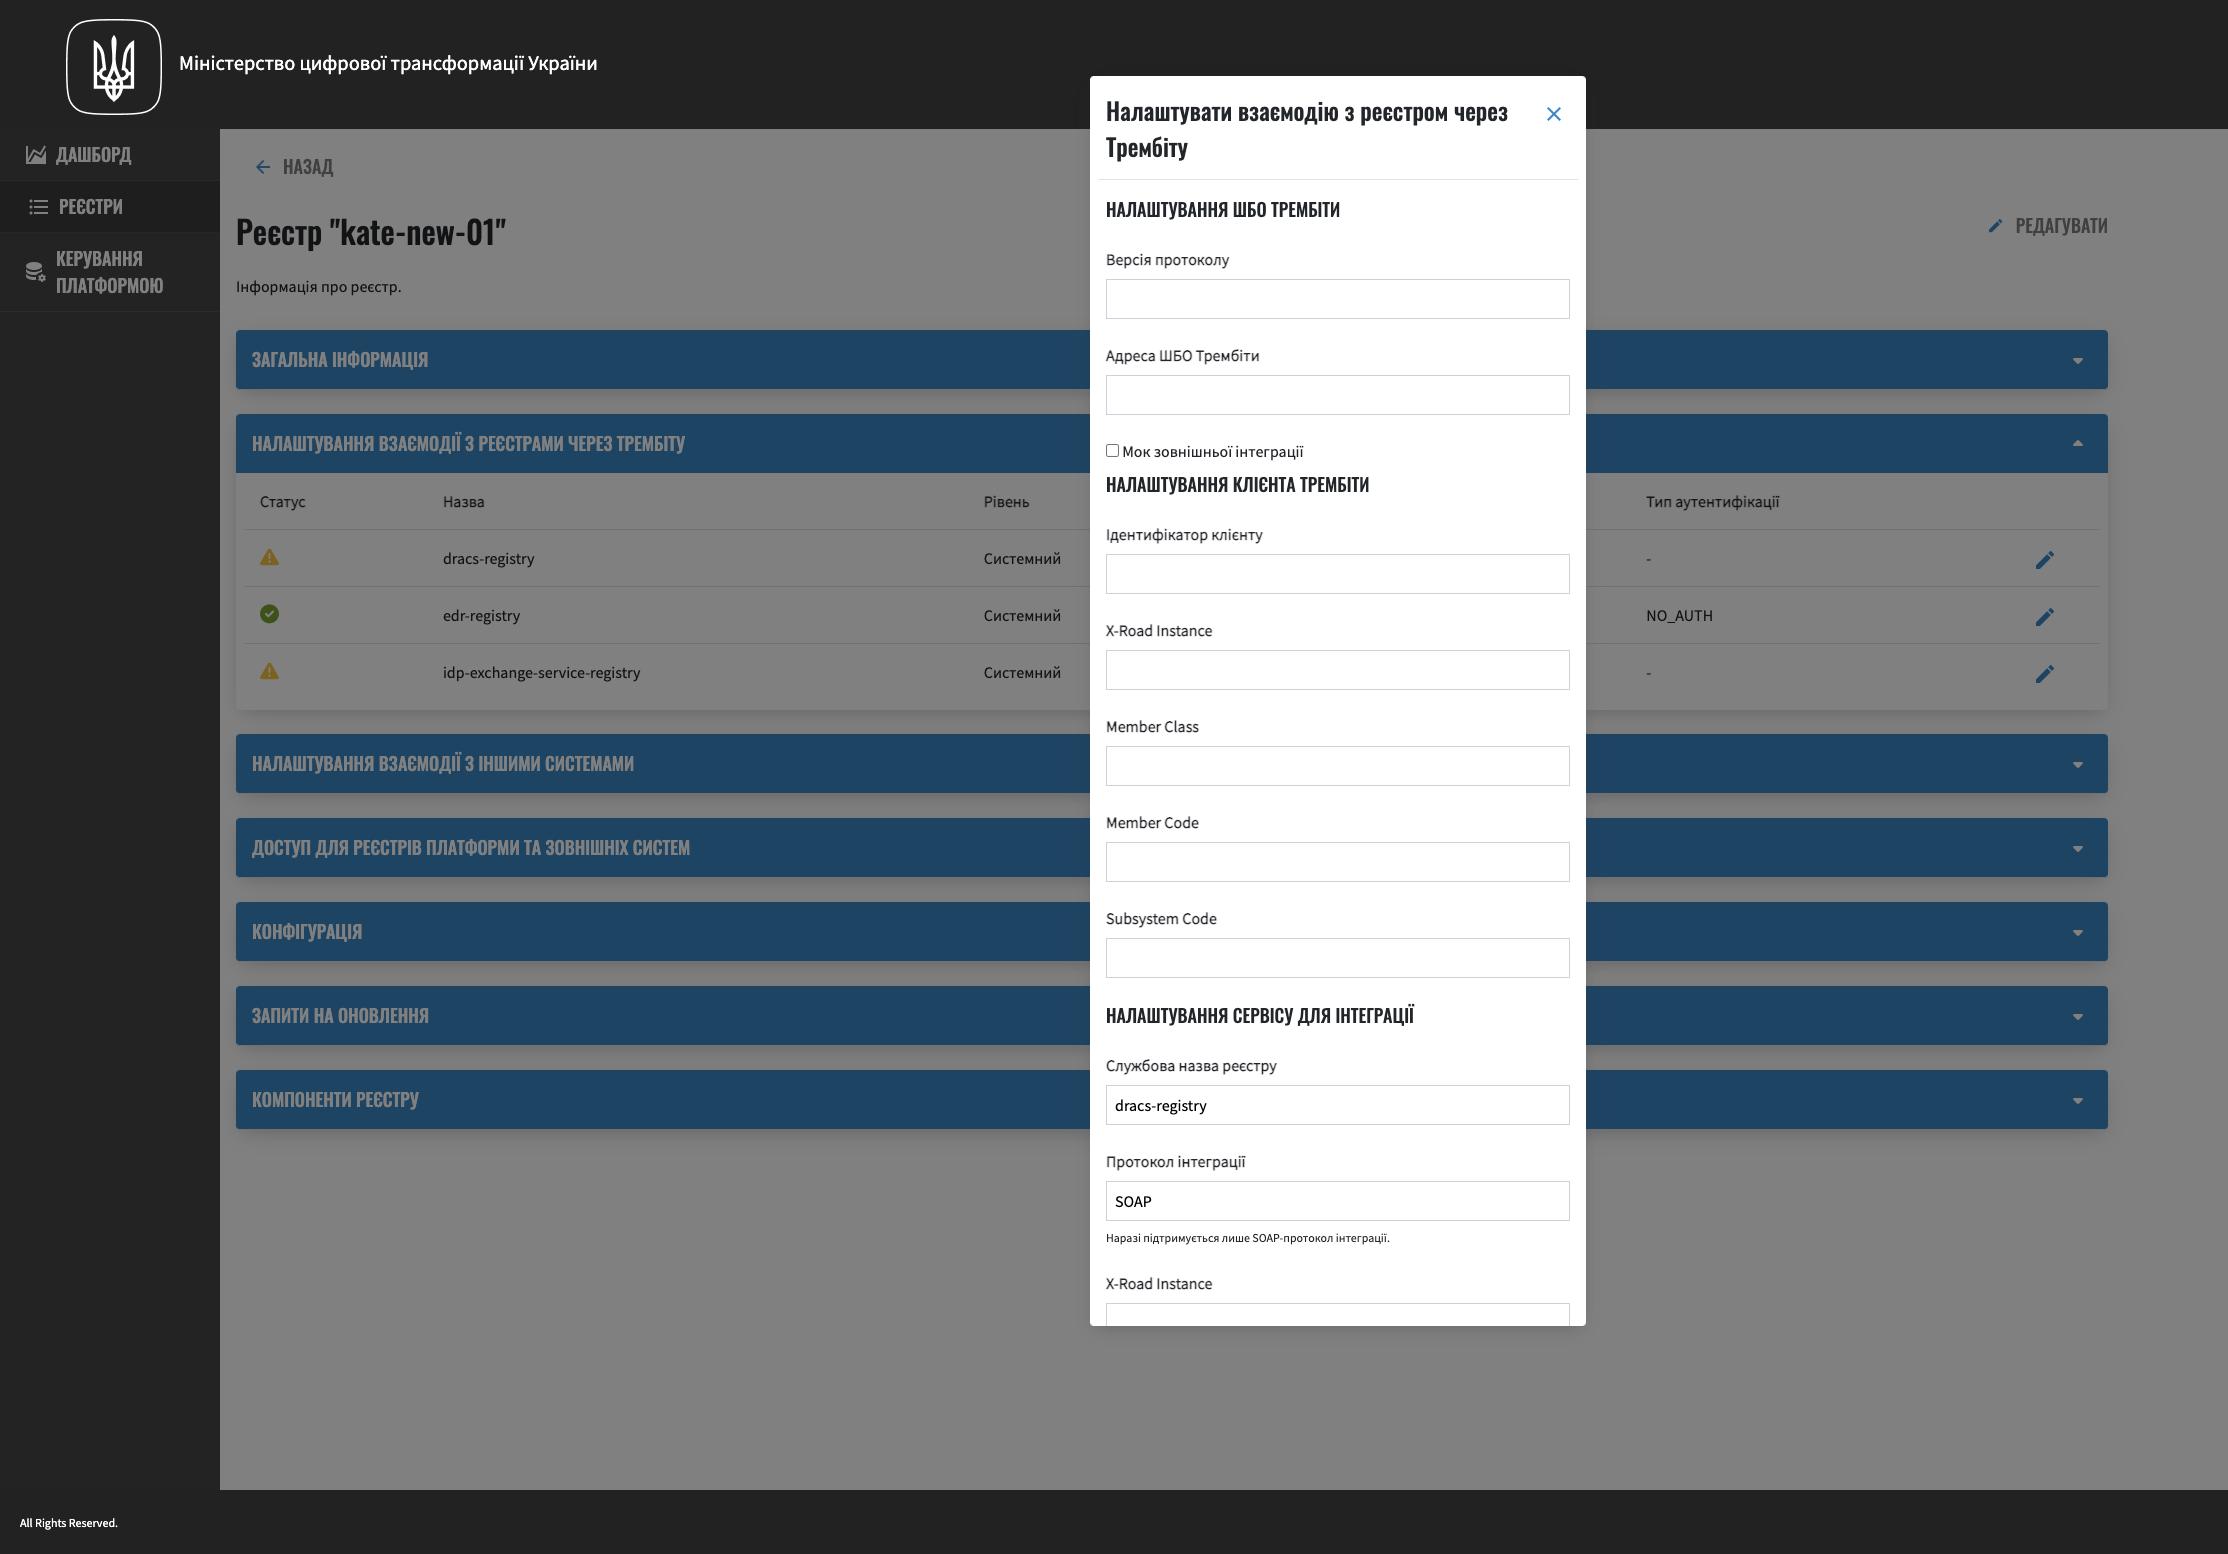 Міністерство цифрової трансформації України
ДАШБОРД
РЕЄСТРИ
КЕРУВАННЯ
ПЛАТФОРМОЮ
НАЗАД
Реєстр "kate-new-01"
РЕДАГУВАТИ
Інформація про реєстр.
ЗАГАЛЬНА ІНФОРМАЦІЯ
НАЛАШТУВАННЯ ВЗАЄМОДІЇ З РЕЄСТРАМИ ЧЕРЕЗ ТРЕМБІТУ
Статус Назва Рівень Тип аутентифікації
dracs-registry Системний -
edr-registry Системний NO_AUTH
idp-exchange-service-registry Системний -
НАЛАШТУВАННЯ ВЗАЄМОДІЇ З ІНШИМИ СИСТЕМАМИ
ДОСТУП ДЛЯ РЕЄСТРІВ ПЛАТФОРМИ ТА ЗОВНІШНІХ СИСТЕМ
КОНФІГУРАЦІЯ
ЗАПИТИ НА ОНОВЛЕННЯ
КОМПОНЕНТИ РЕЄСТРУ
Налаштувати взаємодію з реєстром через
Трембіту
НАЛАШТУВАННЯ ШБО ТРЕМБІТИ
Версія протоколу
Адреса ШБО Трембіти
Мок зовнішньої інтеграції
НАЛАШТУВАННЯ КЛІЄНТА ТРЕМБІТИ
Ідентифікатор клієнту
X-Road Instance
Member Class
Member Code
Subsystem Code
НАЛАШТУВАННЯ СЕРВІСУ ДЛЯ ІНТЕГРАЦІЇ
Службова назва реєстру
dracs-registry
Протокол інтеграції
SOAP
Наразі підтримується лише SOAP-протокол інтеграції.
X-Road Instance
All Rights Reserved.